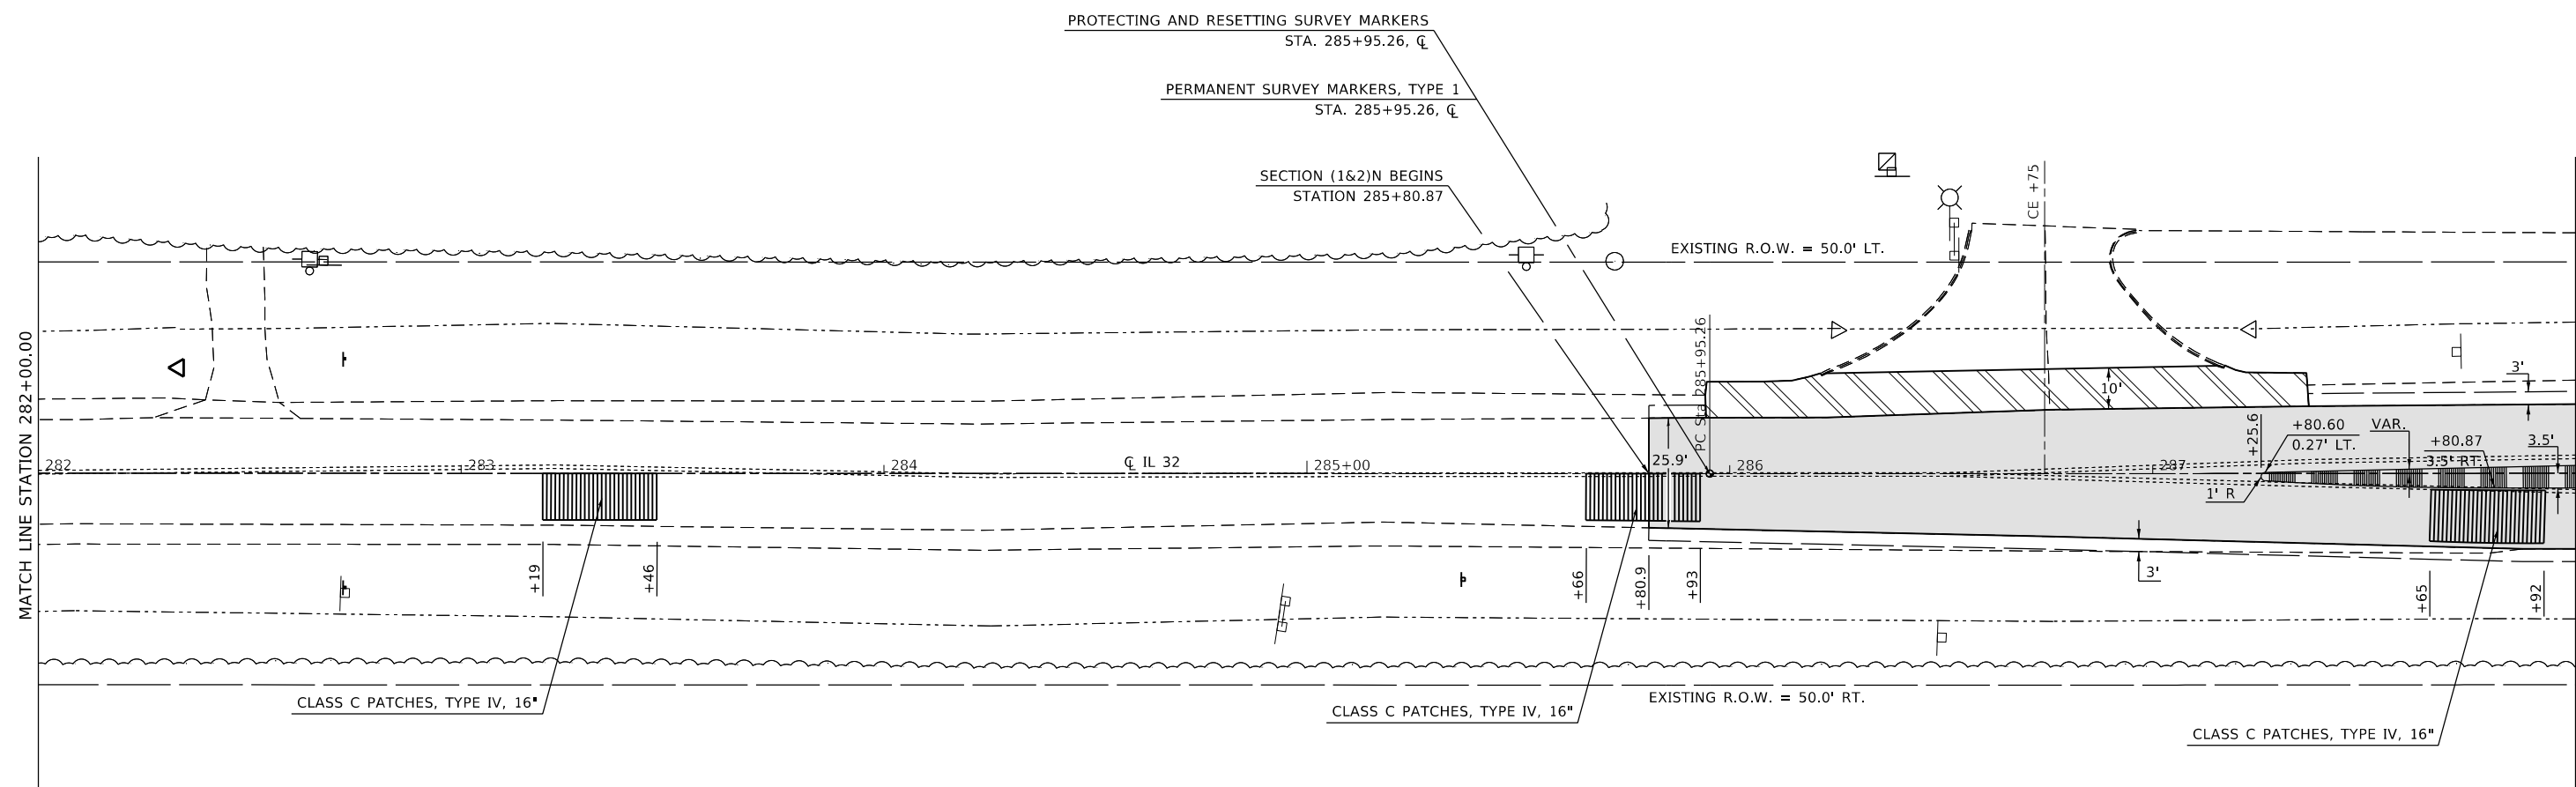 PROTECTING AND RESETTING SURVEY MARKERS
STA. 285+95.26, ℄
PERMANENT SURVEY MARKERS, TYPE 1
STA. 285+95.26, ℄
SECTION (1&2)N BEGINS
STATION 285+80.87
CE +75
EXISTING R.O.W. = 50.0' LT.
MATCH LINE STATION 282+00.00
PC Sta 285+95.26
3'
10'
+25.6
+80.60
0.27' LT.
VAR.
+80.87
3.5' RT.
3.5'
282
283
284
℄ IL 32
285+00
25.9'
286
287
1' R
+19
+46
+66
+80.9
+93
3'
+65
+92
CLASS C PATCHES, TYPE IV, 16"
CLASS C PATCHES, TYPE IV, 16"
EXISTING R.O.W. = 50.0' RT.
CLASS C PATCHES, TYPE IV, 16"